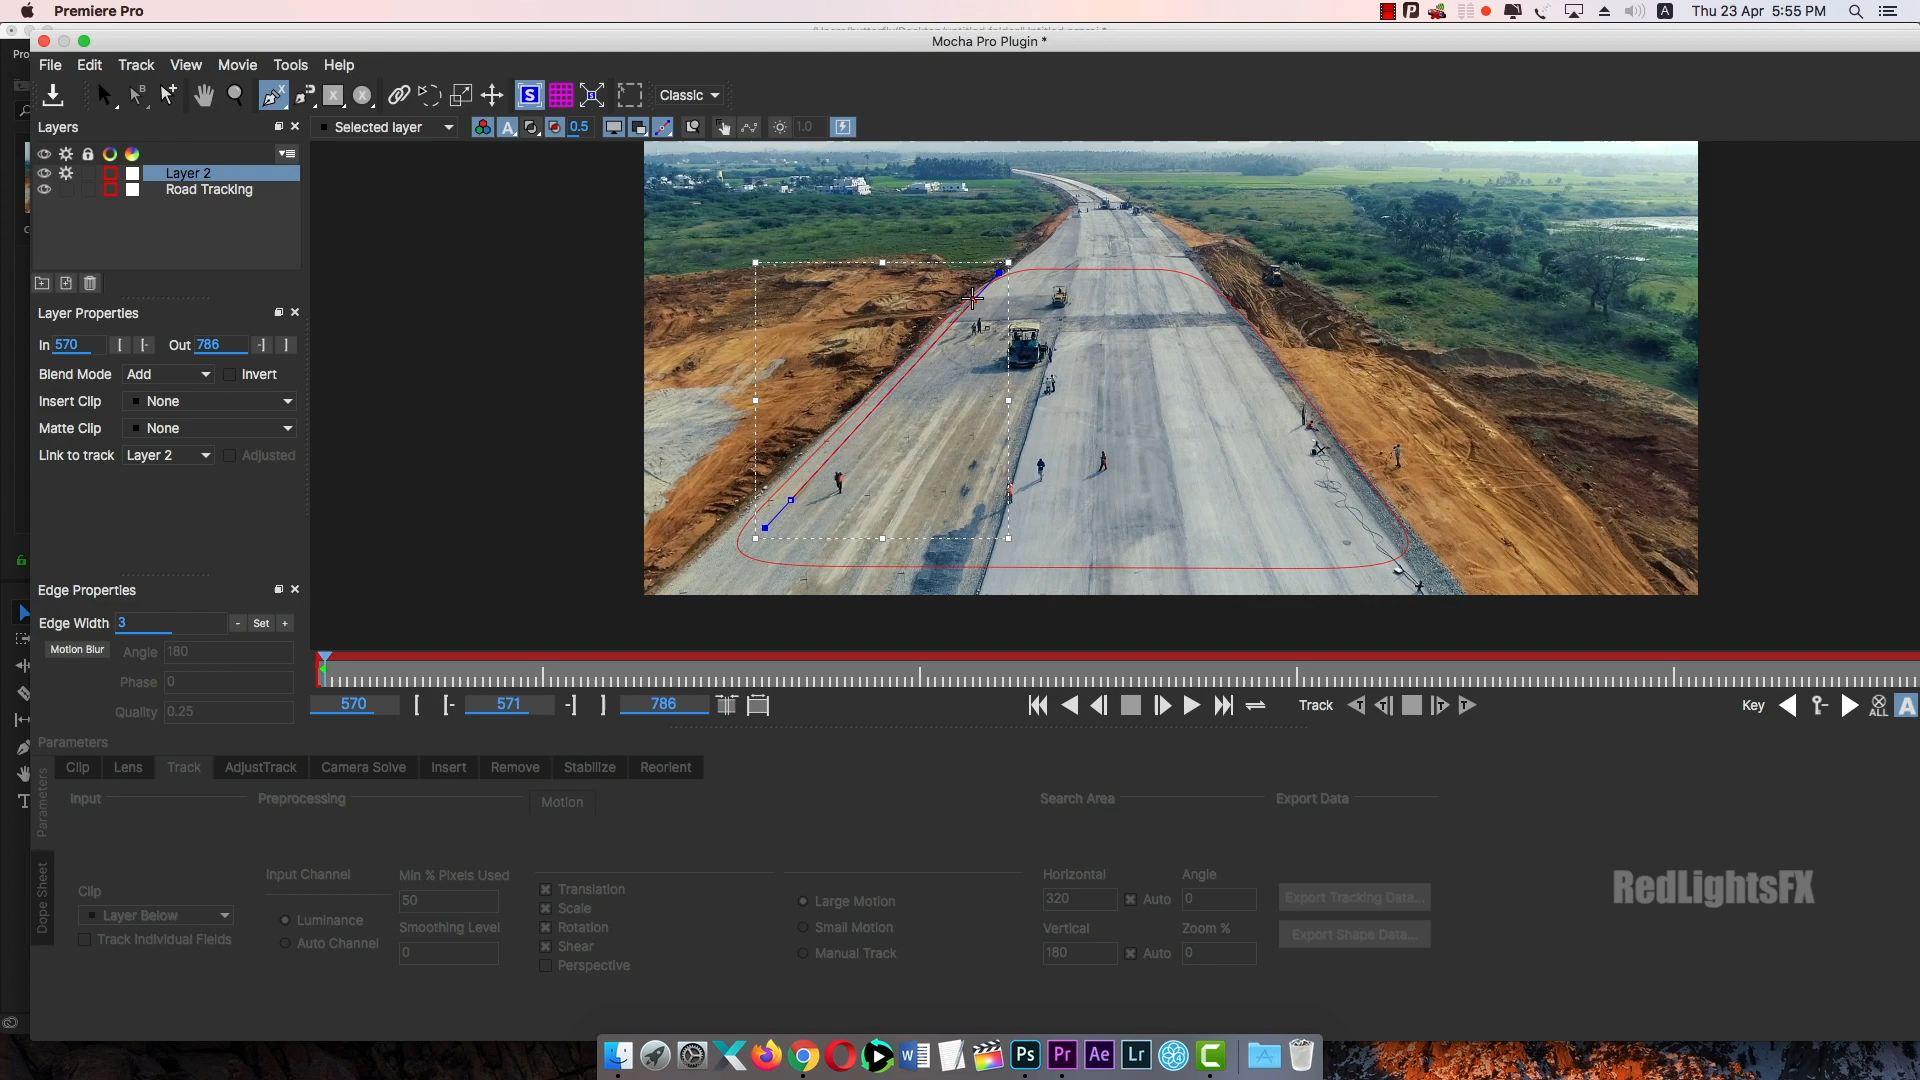 Premiere Pro
Thu 23 Apr 5:55 PM
Mocha Pro Plugin *
File Edit Track View Movie Tools Help
Classic
Layers
Selected layer
0.5
1.0
Layer 2
Road Tracking
Layer Properties
In 570 Out 786
Blend Mode Add Invert
Insert Clip None
Matte Clip None
Link to track Layer 2 Adjusted
Edge Properties
Edge Width 3 - Set +
Motion Blur Angle 180
Phase 0
Quality 0.25
570 571 786
Track
Key
ALL
Parameters
Clip Lens Track AdjustTrack Camera Solve Insert Remove Stabilize Reorient
Parameters
Dope Sheet
Input Preprocessing Motion Search Area Export Data
Clip
Layer Below
Track Individual Fields
Input Channel
Luminance
Auto Channel
Min % Pixels Used
50
Smoothing Level
0
Translation
Scale
Rotation
Shear
Perspective
Large Motion
Small Motion
Manual Track
Horizontal Angle
320 Auto 0
Vertical Zoom %
180 Auto 0
Export Tracking Data...
Export Shape Data...
RedLightsFX
Ps Pr Ae Lr